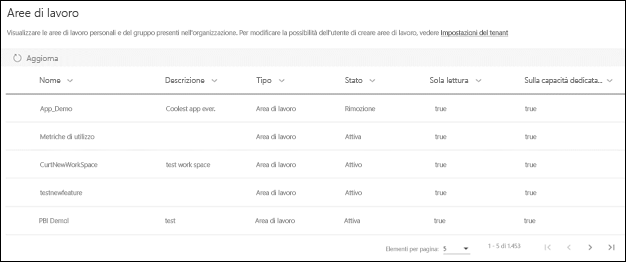 Aree di lavoro
Visualizzare le aree di lavoro personali e del gruppo presenti nell'organizzazione. Per modificare la possibilità dell'utente di creare aree di lavoro, vedere Impostazioni del tenant
Aggiorna
Nome Descrizione Tipo Stato Sola lettura Sulla capacità dedicata...
App_Demo Coolest app ever. Area di lavoro Rimozione true true
Metriche di utilizzo Area di lavoro Attiva true true
CurtNewWorkSpace test work space Area di lavoro Attivo true true
testnewfeature Area di lavoro Attivo true true
PBI Demol test Area di lavoro Attiva true true
Elementi per pagina: 5 1 - 5 di 1.453